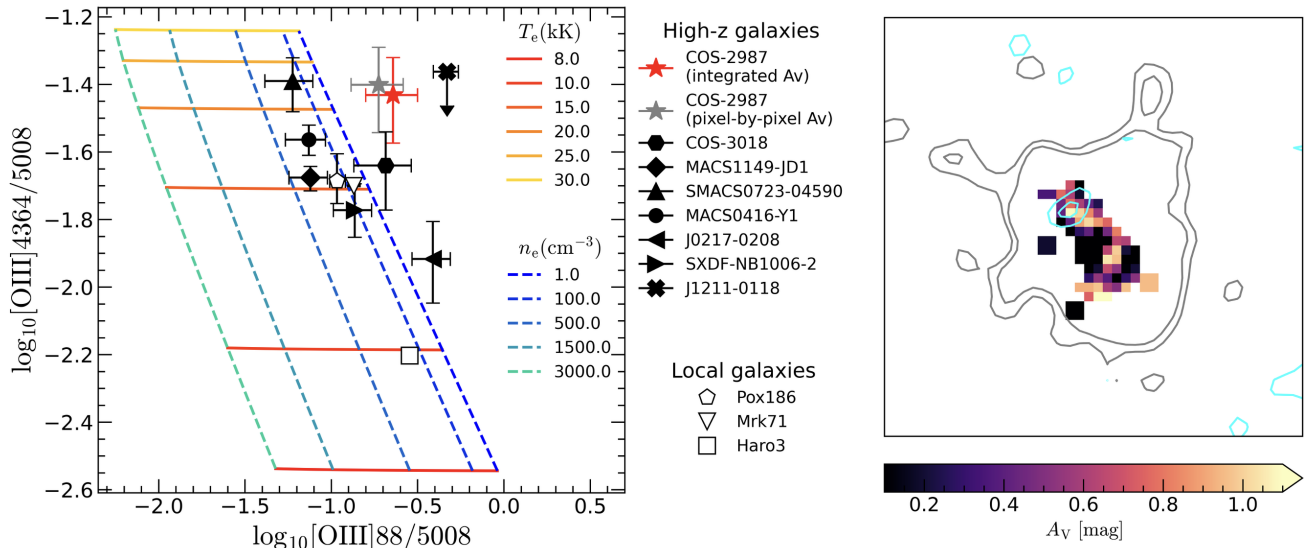 −1.2
−1.4
−1.6
−1.8
−2.0
−2.2
−2.4
−2.6
log₁₀[OIII]4364/5008
−2.0
−1.5
−1.0
−0.5
0.0
0.5
log₁₀[OIII]88/5008
Tₑ(kK)
8.0
10.0
15.0
20.0
25.0
30.0
nₑ(cm⁻³)
1.0
100.0
500.0
1500.0
3000.0
High-z galaxies
COS-2987
(integrated Av)
COS-2987
(pixel-by-pixel Av)
COS-3018
MACS1149-JD1
SMACS0723-04590
MACS0416-Y1
J0217-0208
SXDF-NB1006-2
J1211-0118
Local galaxies
Pox186
Mrk71
Haro3
0.2
0.4
0.6
0.8
1.0
A_V [mag]